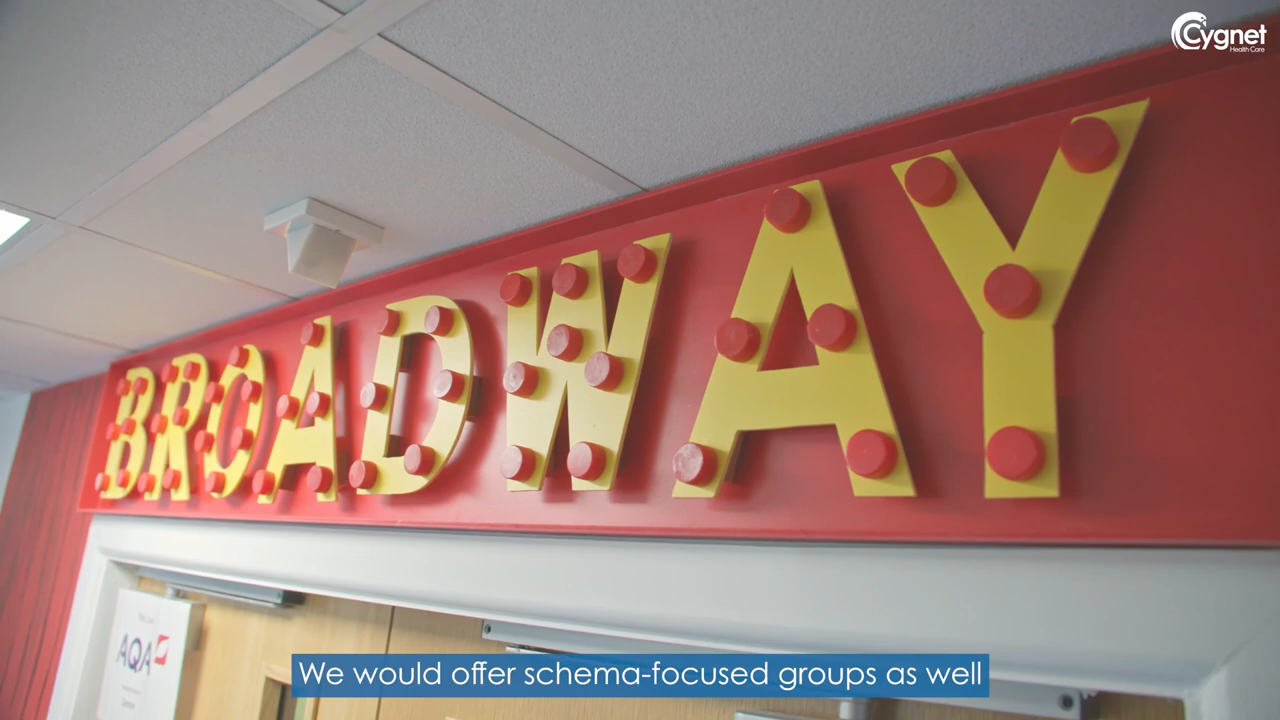 Cygnet
Health Care
BROADWAY
AQA
We would offer schema-focused groups as well